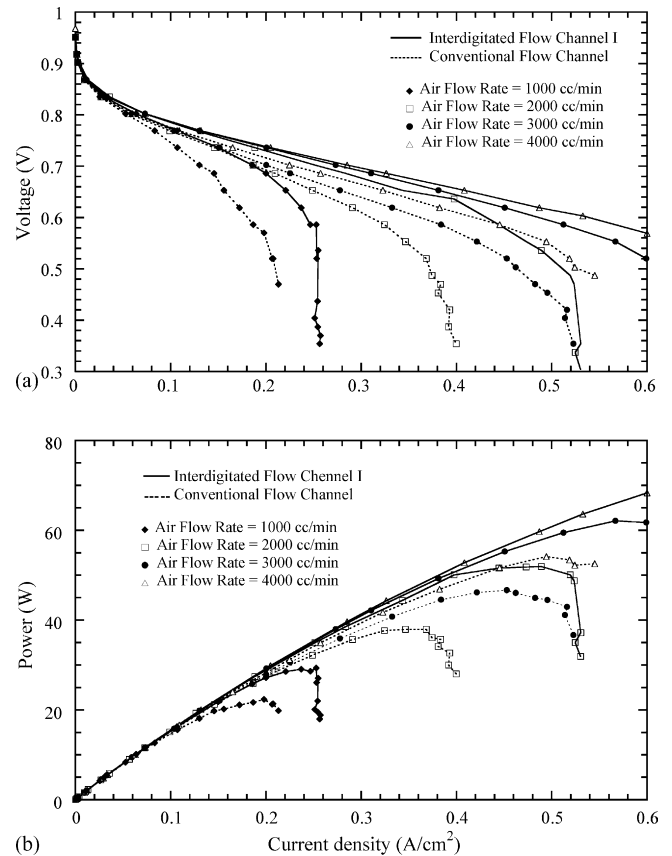 (a)
Voltage (V)
1
0.9
0.8
0.7
0.6
0.5
0.4
0.3
0
0.1
0.2
0.3
0.4
0.5
0.6
Interdigitated Flow Channel I
Conventional Flow Channel
Air Flow Rate = 1000 cc/min
Air Flow Rate = 2000 cc/min
Air Flow Rate = 3000 cc/min
Air Flow Rate = 4000 cc/min
(b)
Power (W)
80
60
40
20
0
0
0.1
0.2
0.3
0.4
0.5
0.6
Current density (A/cm²)
Interdigitated Flow Chennel I
Conventional Flow Channel
Air Flow Rate = 1000 cc/min
Air Flow Rate = 2000 cc/min
Air Flow Rate = 3000 cc/min
Air Flow Rate = 4000 cc/min